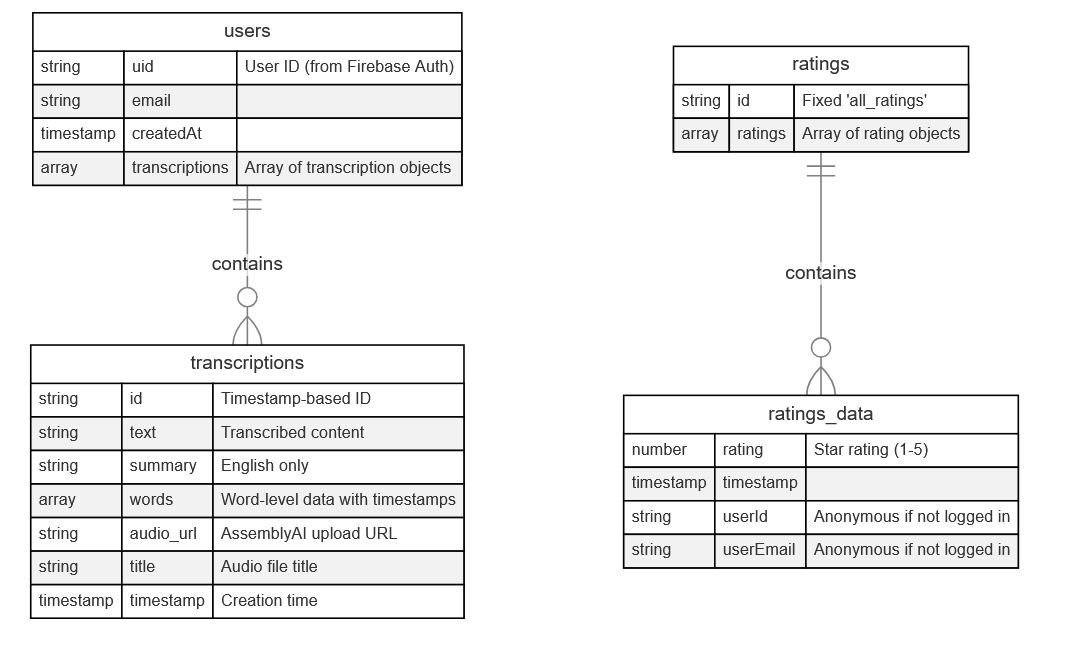 users
string uid User ID (from Firebase Auth)
string email
timestamp createdAt
array transcriptions Array of transcription objects
contains
transcriptions
string id Timestamp-based ID
string text Transcribed content
string summary English only
array words Word-level data with timestamps
string audio_url AssemblyAI upload URL
string title Audio file title
timestamp timestamp Creation time
ratings
string id Fixed 'all_ratings'
array ratings Array of rating objects
contains
ratings_data
number rating Star rating (1-5)
timestamp timestamp
string userId Anonymous if not logged in
string userEmail Anonymous if not logged in